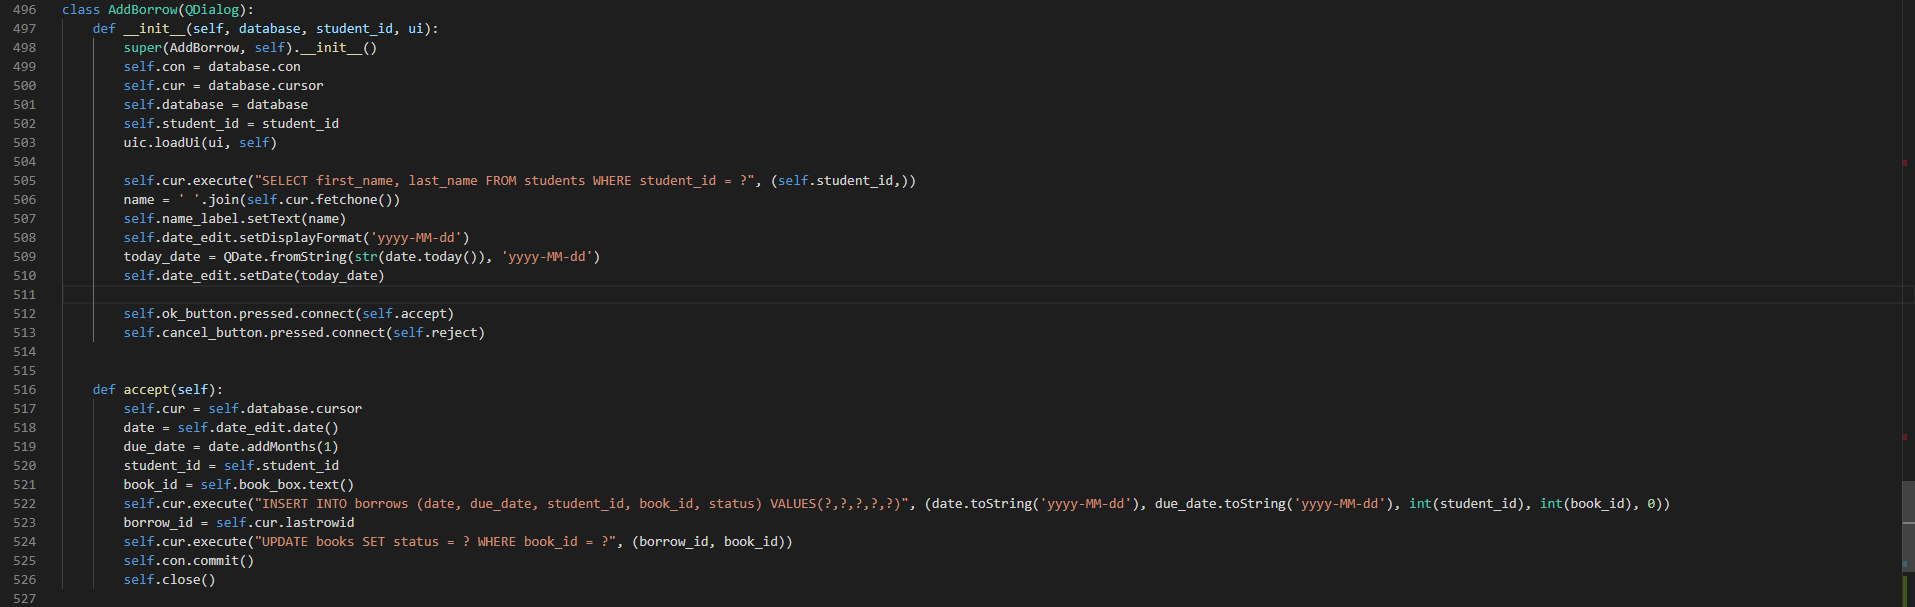 496 class AddBorrow(QDialog):
497     def __init__(self, database, student_id, ui):
498         super(AddBorrow, self).__init__()
499         self.con = database.con
500         self.cur = database.cursor
501         self.database = database
502         self.student_id = student_id
503         uic.loadUi(ui, self)
504
505         self.cur.execute("SELECT first_name, last_name FROM students WHERE student_id = ?", (self.student_id,))
506         name = ' '.join(self.cur.fetchone())
507         self.name_label.setText(name)
508         self.date_edit.setDisplayFormat('yyyy-MM-dd')
509         today_date = QDate.fromString(str(date.today()), 'yyyy-MM-dd')
510         self.date_edit.setDate(today_date)
511
512         self.ok_button.pressed.connect(self.accept)
513         self.cancel_button.pressed.connect(self.reject)
514
515
516     def accept(self):
517         self.cur = self.database.cursor
518         date = self.date_edit.date()
519         due_date = date.addMonths(1)
520         student_id = self.student_id
521         book_id = self.book_box.text()
522         self.cur.execute("INSERT INTO borrows (date, due_date, student_id, book_id, status) VALUES(?,?,?,?,?)", (date.toString('yyyy-MM-dd'), due_date.toString('yyyy-MM-dd'), int(student_id), int(book_id), 0))
523         borrow_id = self.cur.lastrowid
524         self.cur.execute("UPDATE books SET status = ? WHERE book_id = ?", (borrow_id, book_id))
525         self.con.commit()
526         self.close()
527